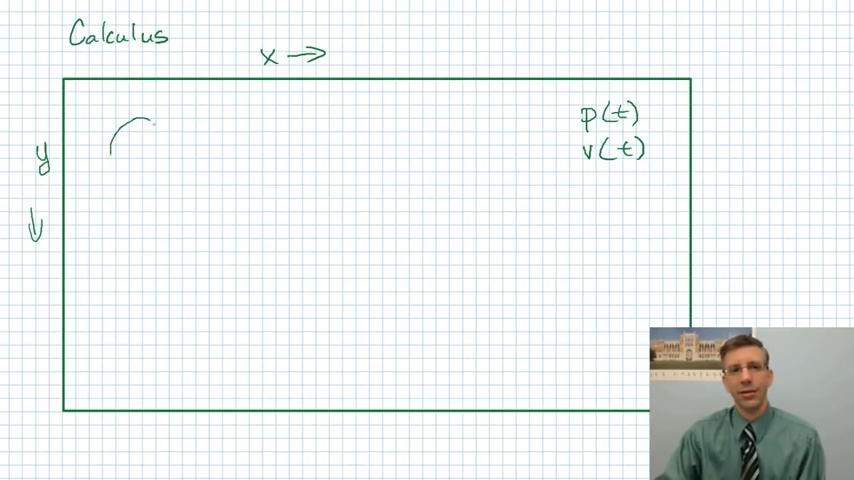 Calculus
x →
p(t)
y
v(t)
↓